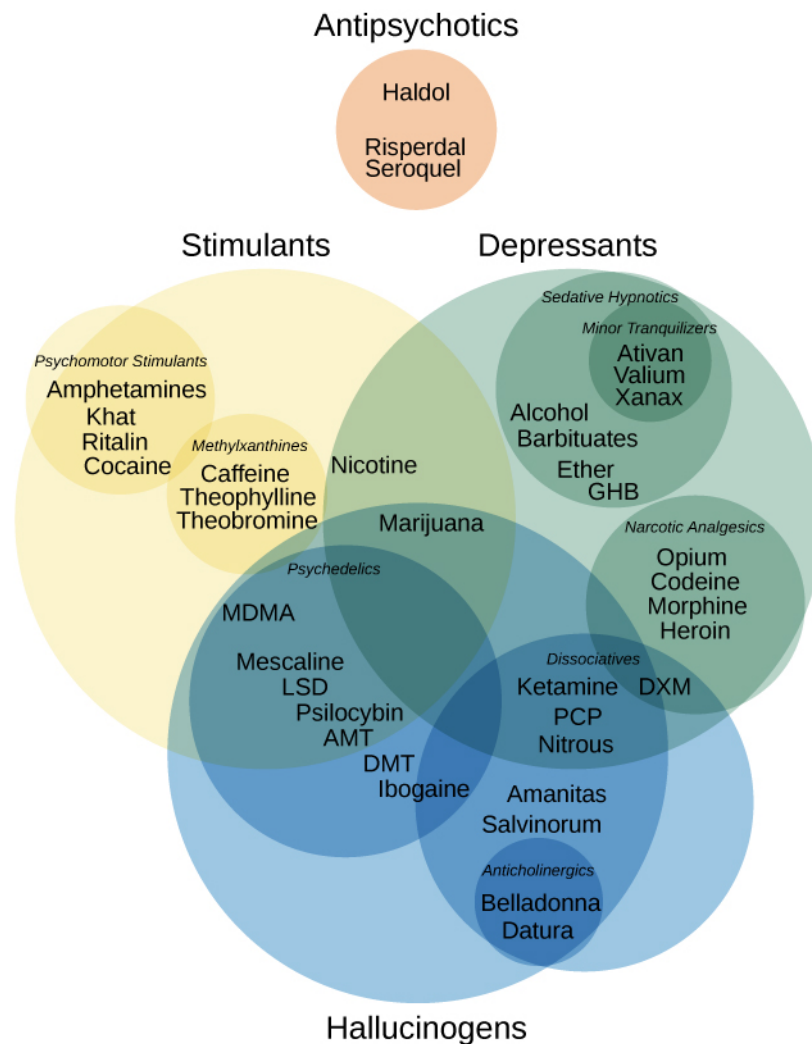 Antipsychotics
Haldol
Risperdal
Seroquel
Stimulants
Depressants
Psychomotor Stimulants
Amphetamines
Khat
Ritalin
Cocaine
Methylxanthines
Caffeine
Theophylline
Theobromine
Nicotine
Marijuana
Sedative Hypnotics
Minor Tranquilizers
Ativan
Valium
Xanax
Alcohol
Barbituates
Ether
GHB
Narcotic Analgesics
Opium
Codeine
Morphine
Heroin
Psychedelics
MDMA
Mescaline
LSD
Psilocybin
AMT
DMT
Ibogaine
Dissociatives
Ketamine
DXM
PCP
Nitrous
Amanitas
Salvinorum
Anticholinergics
Belladonna
Datura
Hallucinogens